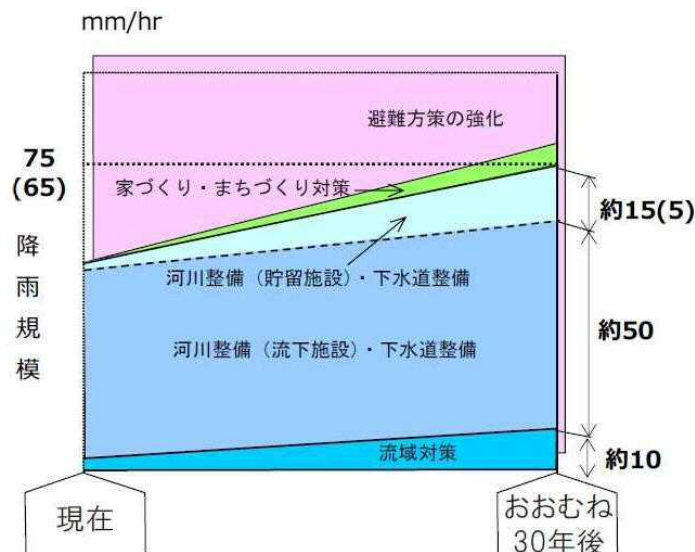 mm/hr
避難方策の強化
75
(65)
家づくり・まちづくり対策
約15(5)
降雨規模
河川整備（貯留施設）・下水道整備
約50
河川整備（流下施設）・下水道整備
流域対策
約10
現在
おおむね
30年後